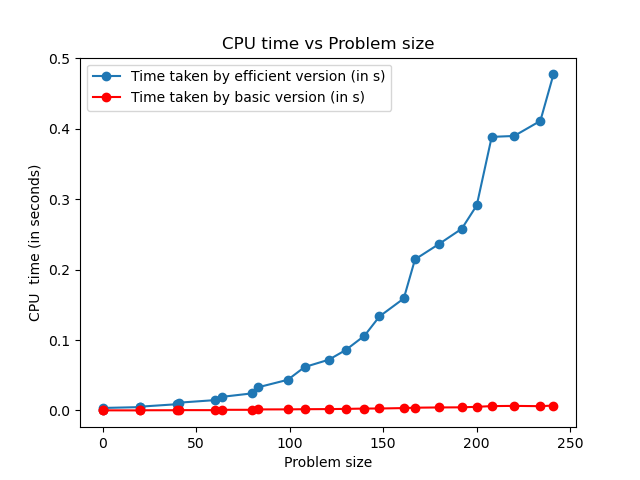 CPU time vs Problem size
Time taken by efficient version (in s)
Time taken by basic version (in s)
CPU  time (in seconds)
0.5
0.4
0.3
0.2
0.1
0.0
0 50 100 150 200 250
Problem size